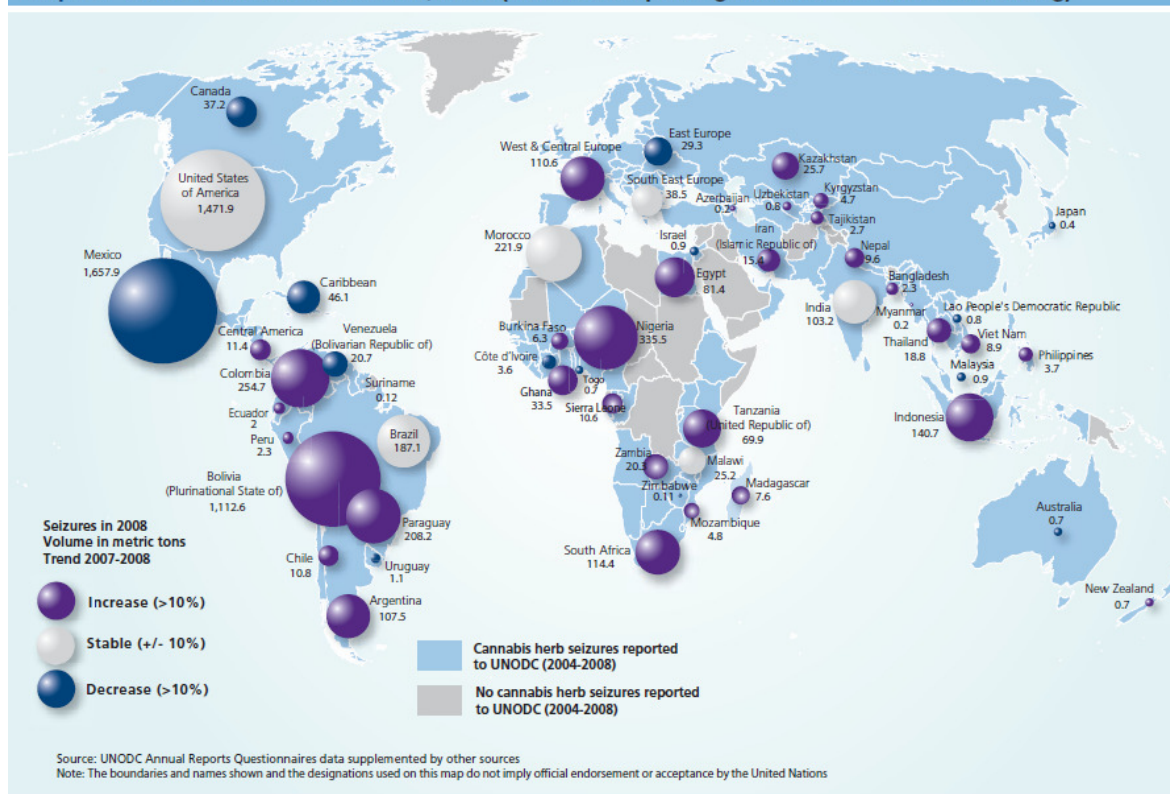 Canada
37.2
United States
of America
1,471.9
Mexico
1,657.9
Caribbean
46.1
Central America
11.4
Venezuela
(Bolivarian Republic of)
20.7
Colombia
254.7
Suriname
0.12
Ecuador
2
Peru
2.3
Brazil
187.1
Bolivia
(Plurinational State of)
1,112.6
Paraguay
208.2
Chile
10.8
Uruguay
1.1
Argentina
107.5
West & Central Europe
110.6
East Europe
29.3
South East Europe
38.5
Morocco
221.9
Israel
0.9
Egypt
81.4
Azerbaijan
0.2
Uzbekistan
0.8
Kazakhstan
25.7
Kyrgyzstan
4.7
Tajikistan
2.7
Iran
(Islamic Republic of)
15.4
Nepal
9.6
Japan
0.4
Bangladesh
2.3
India
103.2
Myanmar
0.2
Lao People's Democratic Republic
0.8
Thailand
18.8
Viet Nam
8.9
Philippines
3.7
Malaysia
0.9
Indonesia
140.7
Burkina Faso
6.3
Nigeria
335.5
Côte d'Ivoire
3.6
Togo
0.7
Ghana
33.5
Sierra Leone
10.6
Tanzania
(United Republic of)
69.9
Zambia
20.3
Malawi
25.2
Zimbabwe
0.11
Madagascar
7.6
Mozambique
4.8
South Africa
114.4
Australia
0.7
New Zealand
0.7
Seizures in 2008
Volume in metric tons
Trend 2007-2008
Increase (>10%)
Stable (+/- 10%)
Decrease (>10%)
Cannabis herb seizures reported
to UNODC (2004-2008)
No cannabis herb seizures reported
to UNODC (2004-2008)
Source: UNODC Annual Reports Questionnaires data supplemented by other sources
Note: The boundaries and names shown and the designations used on this map do not imply official endorsement or acceptance by the United Nations